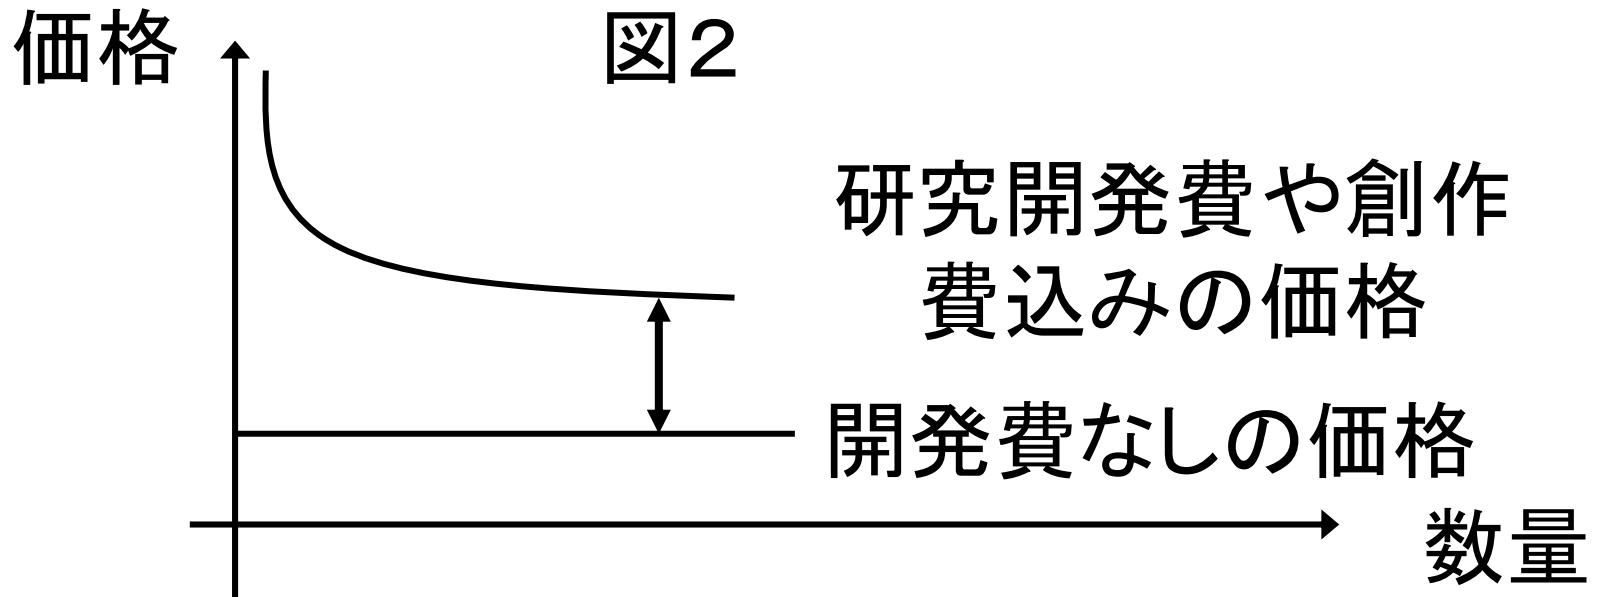 価格
図２
研究開発費や創作
費込みの価格
開発費なしの価格
数量